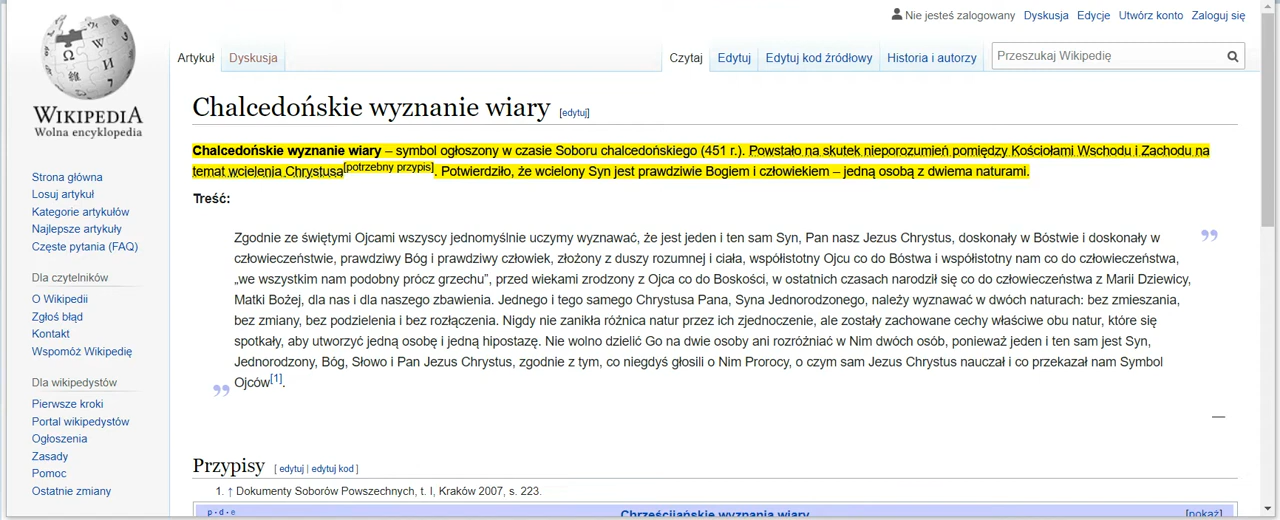 Nie jesteś zalogowany Dyskusja Edycje Utwórz konto Zaloguj się
Artykuł Dyskusja Czytaj Edytuj Edytuj kod źródłowy Historia i autorzy Przeszukaj Wikipedię
WIKIPEDIA
Wolna encyklopedia
Strona główna
Losuj artykuł
Kategorie artykułów
Najlepsze artykuły
Częste pytania (FAQ)
Dla czytelników
O Wikipedii
Zgłoś błąd
Kontakt
Wspomóż Wikipedię
Dla wikipedystów
Pierwsze kroki
Portal wikipedystów
Ogłoszenia
Zasady
Pomoc
Ostatnie zmiany
Chalcedońskie wyznanie wiary [edytuj]
Chalcedońskie wyznanie wiary – symbol ogłoszony w czasie Soboru chalcedońskiego (451 r.). Powstało na skutek nieporozumień pomiędzy Kościołami Wschodu i Zachodu na
temat wcielenia Chrystusa[potrzebny przypis]. Potwierdziło, że wcielony Syn jest prawdziwie Bogiem i człowiekiem – jedną osobą z dwiema naturami.
Treść:
Zgodnie ze świętymi Ojcami wszyscy jednomyślnie uczymy wyznawać, że jest jeden i ten sam Syn, Pan nasz Jezus Chrystus, doskonały w Bóstwie i doskonały w
człowieczeństwie, prawdziwy Bóg i prawdziwy człowiek, złożony z duszy rozumnej i ciała, współistotny Ojcu co do Bóstwa i współistotny nam co do człowieczeństwa,
„we wszystkim nam podobny prócz grzechu”, przed wiekami zrodzony z Ojca co do Boskości, w ostatnich czasach narodził się co do człowieczeństwa z Marii Dziewicy,
Matki Bożej, dla nas i dla naszego zbawienia. Jednego i tego samego Chrystusa Pana, Syna Jednorodzonego, należy wyznawać w dwóch naturach: bez zmieszania,
bez zmiany, bez podzielenia i bez rozłączenia. Nigdy nie zanikła różnica natur przez ich zjednoczenie, ale zostały zachowane cechy właściwe obu natur, które się
spotkały, aby utworzyć jedną osobę i jedną hipostazę. Nie wolno dzielić Go na dwie osoby ani rozróżniać w Nim dwóch osób, ponieważ jeden i ten sam jest Syn,
Jednorodzony, Bóg, Słowo i Pan Jezus Chrystus, zgodnie z tym, co niegdyś głosili o Nim Prorocy, o czym sam Jezus Chrystus nauczał i co przekazał nam Symbol
Ojców[1].
—
Przypisy [ edytuj | edytuj kod ]
1. ↑ Dokumenty Soborów Powszechnych, t. I, Kraków 2007, s. 223.
p · d · e Chrześcijańskie wyznania wiary [pokaż]